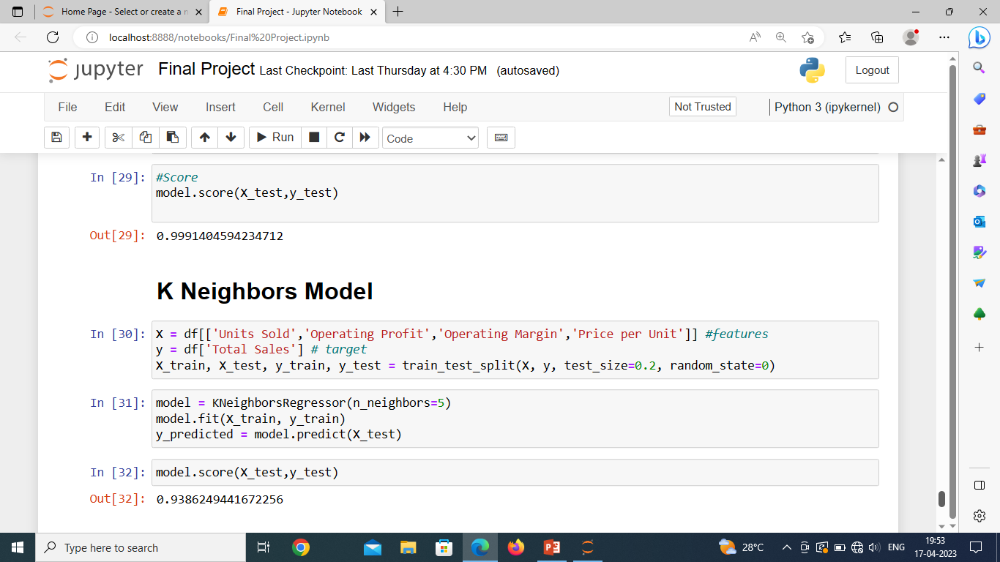 Home Page - Select or create a n
Final Project - Jupyter Notebook
localhost:8888/notebooks/Final%20Project.ipynb
jupyter Final Project Last Checkpoint: Last Thursday at 4:30 PM (autosaved)
Logout
File Edit View Insert Cell Kernel Widgets Help
Not Trusted
Python 3 (ipykernel)
Run
Code
In [29]: #Score
model.score(X_test,y_test)
Out[29]: 0.9991404594234712
K Neighbors Model
In [30]: X = df[['Units Sold','Operating Profit','Operating Margin','Price per Unit']] #features
y = df['Total Sales'] # target
X_train, X_test, y_train, y_test = train_test_split(X, y, test_size=0.2, random_state=0)
In [31]: model = KNeighborsRegressor(n_neighbors=5)
model.fit(X_train, y_train)
y_predicted = model.predict(X_test)
In [32]: model.score(X_test,y_test)
Out[32]: 0.9386249441672256
Type here to search
28°C
ENG
19:53
17-04-2023